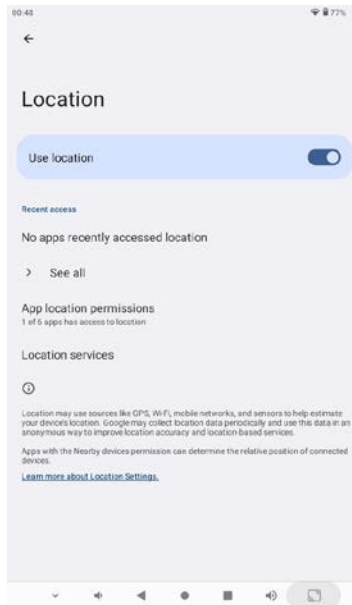 00:48
77%
Location
Use location
Recent access
No apps recently accessed location
See all
App location permissions
1 of 6 apps has access to location
Location services
Location may use sources like GPS, Wi-Fi, mobile networks, and sensors to help estimate
your device's location. Google may collect location data periodically and use this data in an
anonymous way to improve location accuracy and location-based services.
Apps with the Nearby devices permission can determine the relative position of connected
devices.
Learn more about Location Settings.